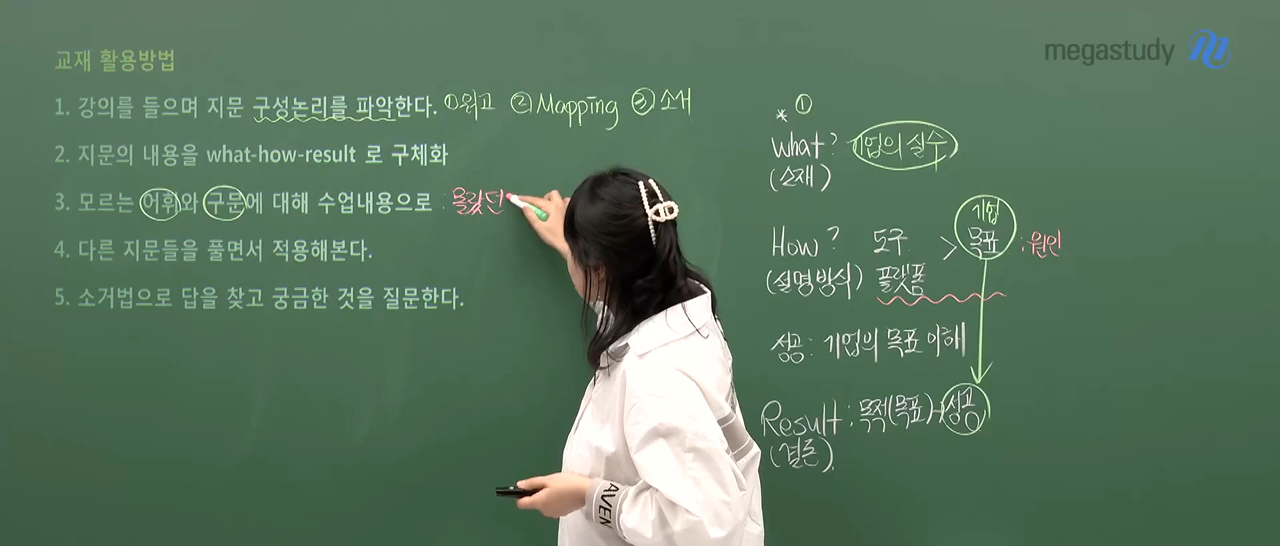 megastudy
교재 활용방법
1. 강의를 들으며 지문 구성논리를 파악한다. ①읽고 ②Mapping ③소재
2. 지문의 내용을 what-how-result 로 구체화
3. 모르는 어휘와 구문에 대해 수업내용으로 : 몰랐던
4. 다른 지문들을 풀면서 적용해본다.
5. 소거법으로 답을 찾고 궁금한 것을 질문한다.
* ①
what? 기업의 실수
(소재)
How? 도구 > 기업 목표 : 원인
(설명방식) 플랫폼
성공 : 기업의 목표 이해
Result : 목적(목표)→성공
(결론)
AVEN